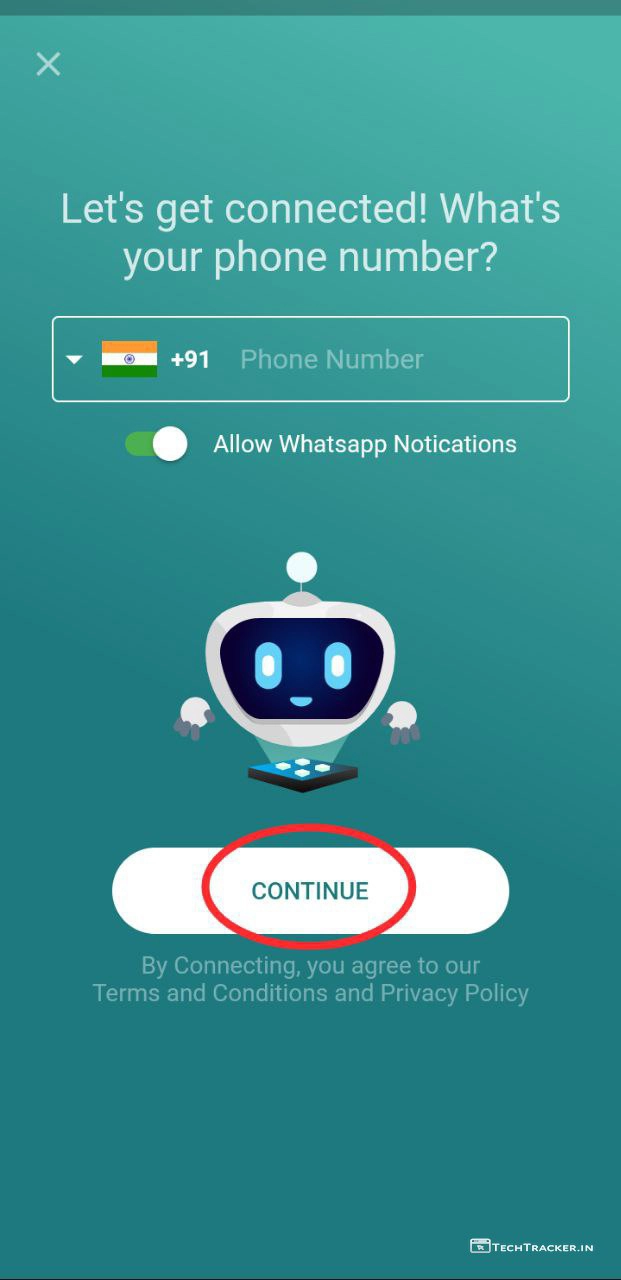 Let's get connected! What's
your phone number?
+91 Phone Number
Allow Whatsapp Notications
CONTINUE
By Connecting, you agree to our
Terms and Conditions and Privacy Policy
TECHTRACKER.IN